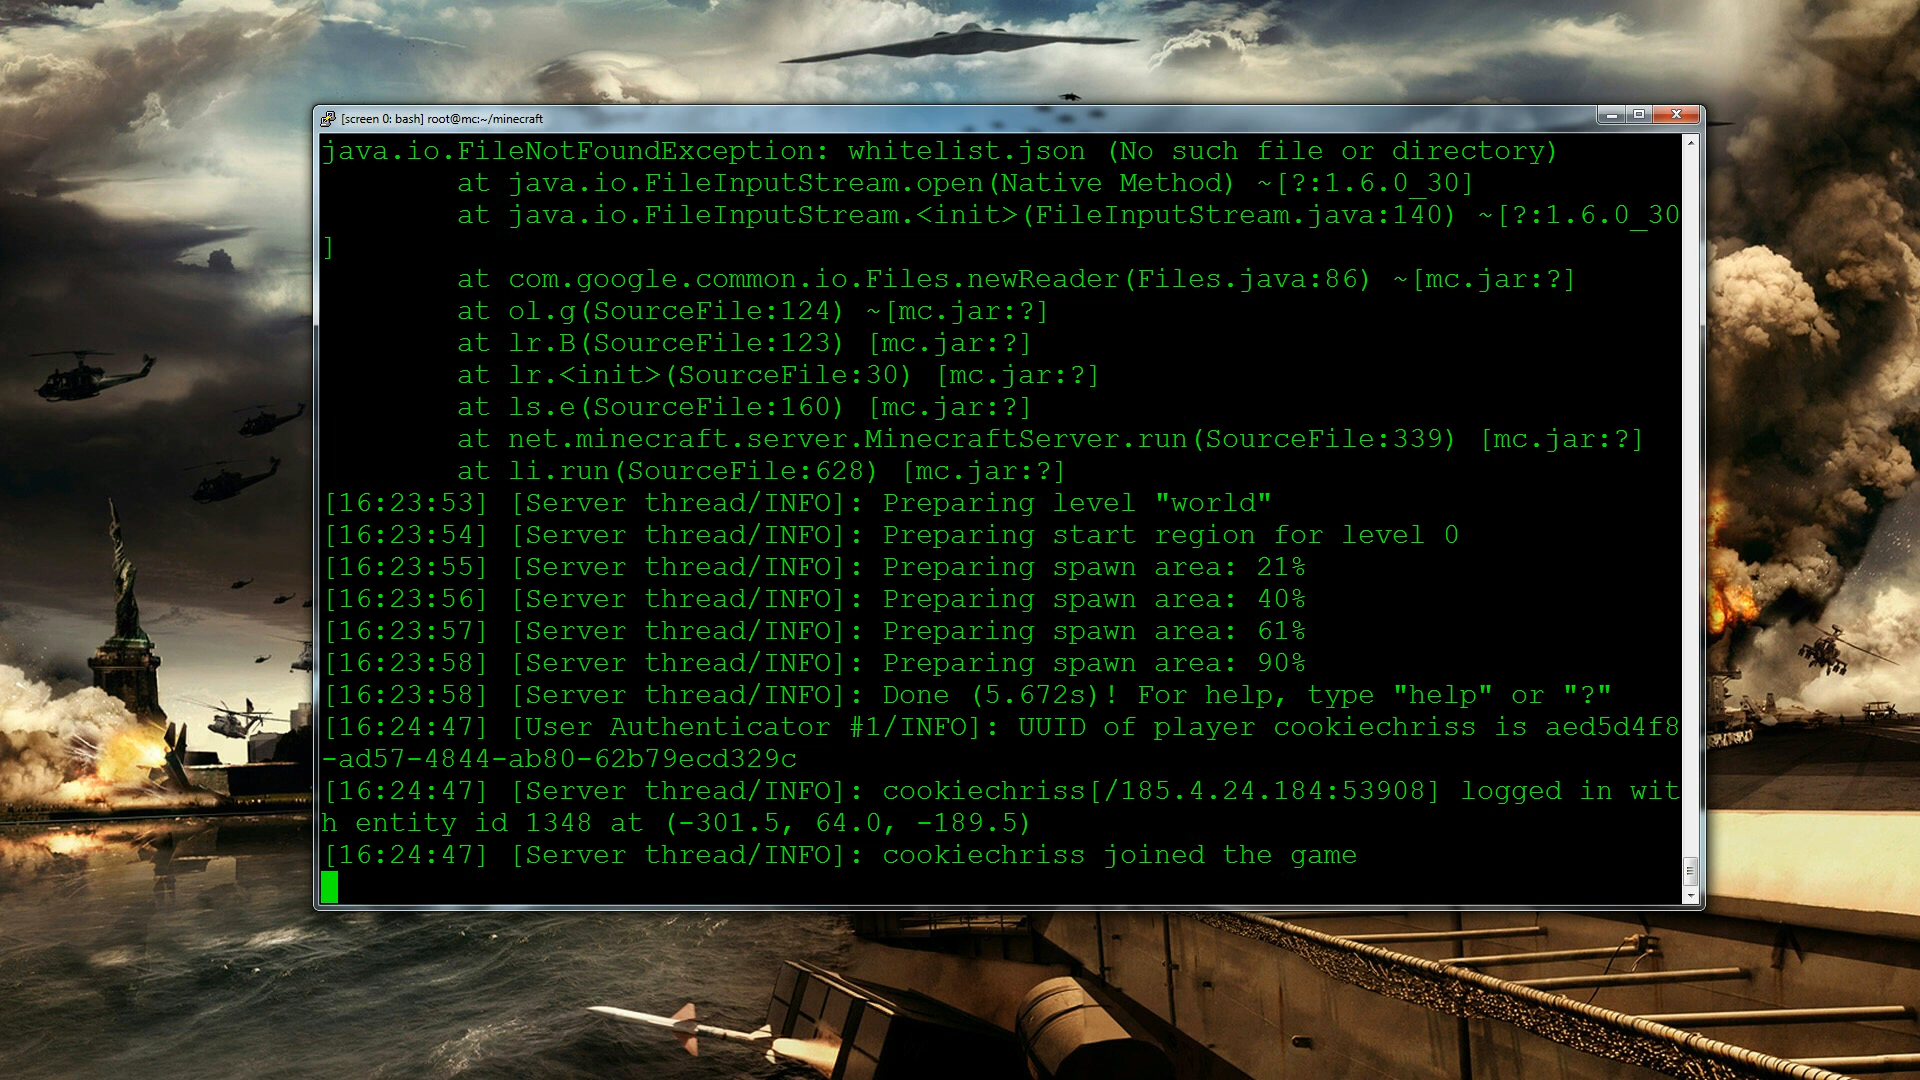 [screen 0: bash] root@mc:~/minecraft
java.io.FileNotFoundException: whitelist.json (No such file or directory)
        at java.io.FileInputStream.open(Native Method) ~[?:1.6.0_30]
        at java.io.FileInputStream.<init>(FileInputStream.java:140) ~[?:1.6.0_30
]
        at com.google.common.io.Files.newReader(Files.java:86) ~[mc.jar:?]
        at ol.g(SourceFile:124) ~[mc.jar:?]
        at lr.B(SourceFile:123) [mc.jar:?]
        at lr.<init>(SourceFile:30) [mc.jar:?]
        at ls.e(SourceFile:160) [mc.jar:?]
        at net.minecraft.server.MinecraftServer.run(SourceFile:339) [mc.jar:?]
        at li.run(SourceFile:628) [mc.jar:?]
[16:23:53] [Server thread/INFO]: Preparing level "world"
[16:23:54] [Server thread/INFO]: Preparing start region for level 0
[16:23:55] [Server thread/INFO]: Preparing spawn area: 21%
[16:23:56] [Server thread/INFO]: Preparing spawn area: 40%
[16:23:57] [Server thread/INFO]: Preparing spawn area: 61%
[16:23:58] [Server thread/INFO]: Preparing spawn area: 90%
[16:23:58] [Server thread/INFO]: Done (5.672s)! For help, type "help" or "?"
[16:24:47] [User Authenticator #1/INFO]: UUID of player cookiechriss is aed5d4f8
-ad57-4844-ab80-62b79ecd329c
[16:24:47] [Server thread/INFO]: cookiechriss[/185.4.24.184:53908] logged in wit
h entity id 1348 at (-301.5, 64.0, -189.5)
[16:24:47] [Server thread/INFO]: cookiechriss joined the game